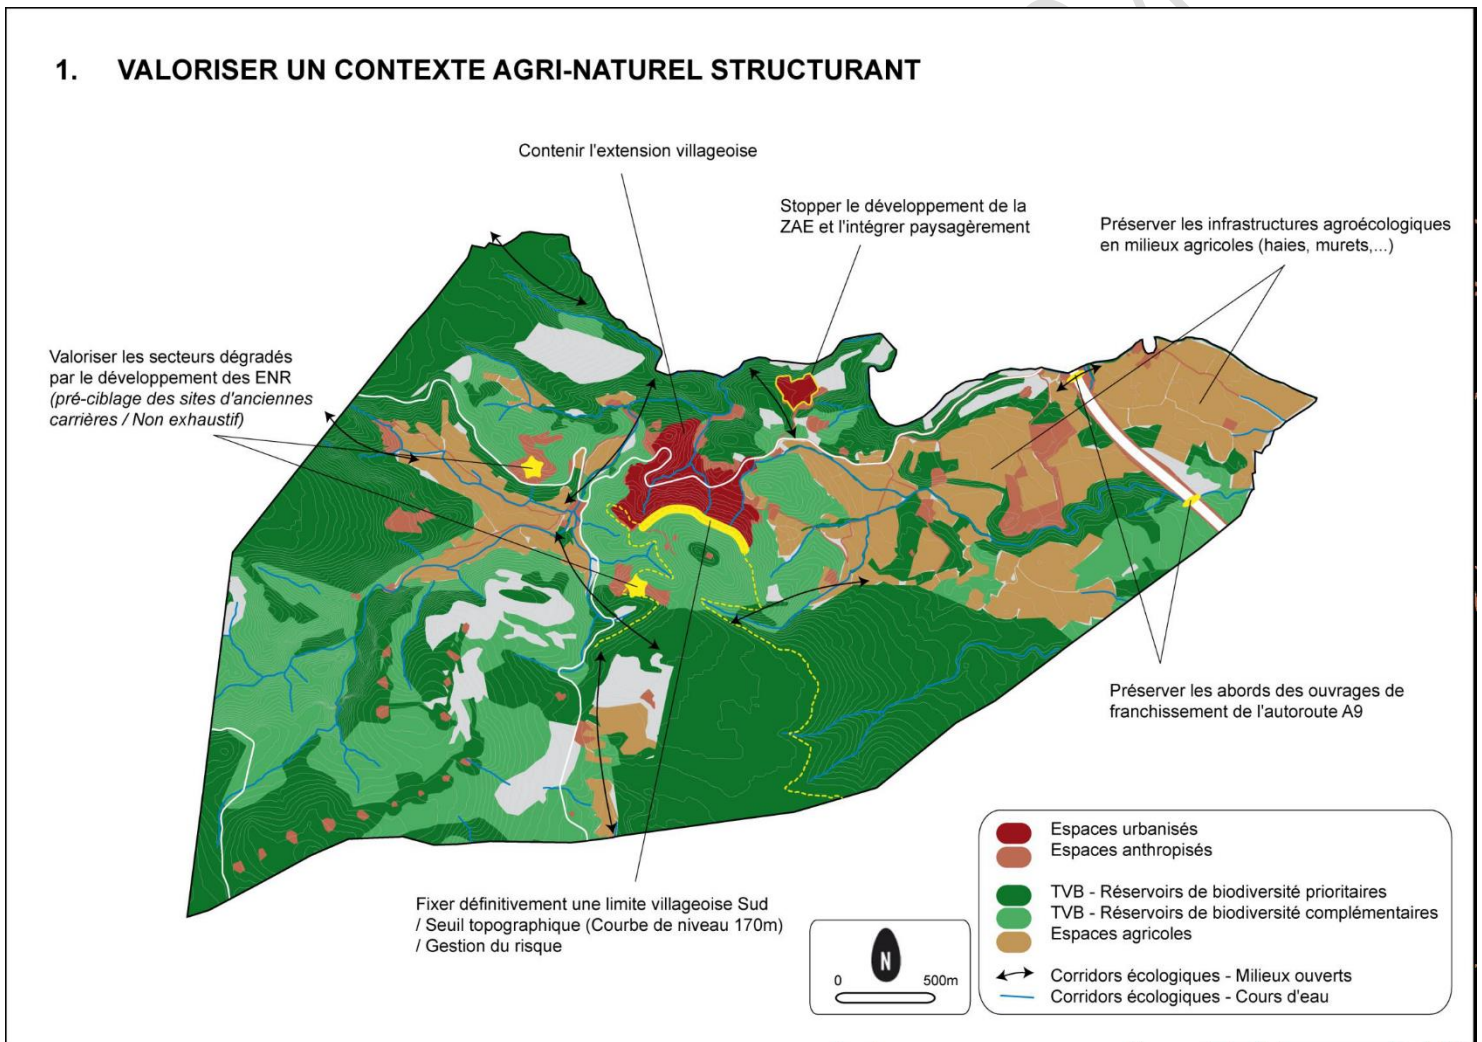 1. VALORISER UN CONTEXTE AGRI-NATUREL STRUCTURANT
Contenir l'extension villageoise
Stopper le développement de la
ZAE et l'intégrer paysagèrement
Préserver les infrastructures agroécologiques
en milieux agricoles (haies, murets,...)
Valoriser les secteurs dégradés
par le développement des ENR
(pré-ciblage des sites d'anciennes
carrières / Non exhaustif)
Préserver les abords des ouvrages de
franchissement de l'autoroute A9
Fixer définitivement une limite villageoise Sud
/ Seuil topographique (Courbe de niveau 170m)
/ Gestion du risque
N
0 500m
Espaces urbanisés
Espaces anthropisés
TVB - Réservoirs de biodiversité prioritaires
TVB - Réservoirs de biodiversité complémentaires
Espaces agricoles
Corridors écologiques - Milieux ouverts
Corridors écologiques - Cours d'eau